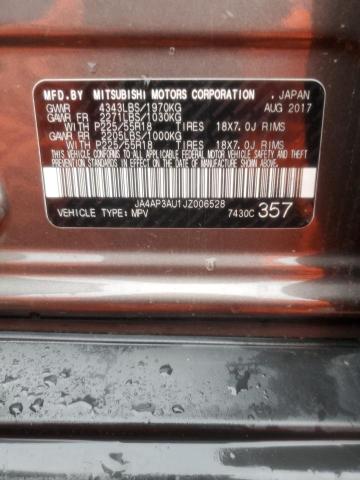 MFD.BY MITSUBISHI MOTORS CORPORATION , JAPAN
GVWR 4343LBS/1970KG AUG 2017
GAWR FR 2271LBS/1030KG
WITH P225/55R18 TIRES 18X7.0J RIMS
GAWR RR 2205LBS/1000KG
WITH P225/55R18 TIRES 18X7.0J RIMS
THIS VEHICLE CONFORMS TO ALL APPLICABLE FEDERAL MOTOR VEHICLE SAFETY AND THEFT PREVENTION STANDARDS IN EFFECT ON THE DATE OF MANUFACTURE SHOWN ABOVE.
JA4AP3AU1JZ006528
VEHICLE TYPE: MPV 7430C 357